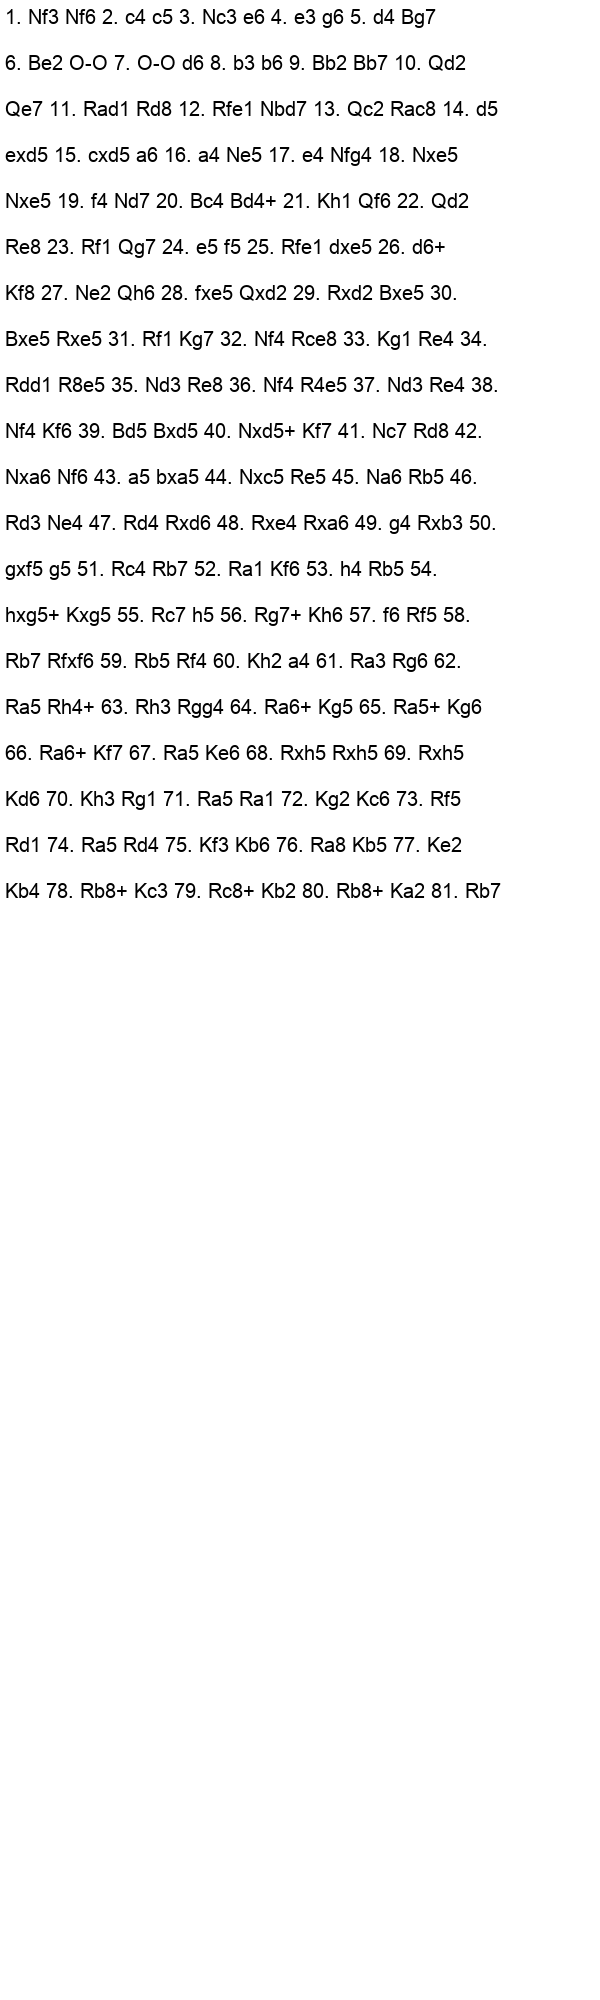 1. Nf3 Nf6 2. c4 c5 3. Nc3 e6 4. e3 g6 5. d4 Bg7
6. Be2 O-O 7. O-O d6 8. b3 b6 9. Bb2 Bb7 10. Qd2
Qe7 11. Rad1 Rd8 12. Rfe1 Nbd7 13. Qc2 Rac8 14. d5
exd5 15. cxd5 a6 16. a4 Ne5 17. e4 Nfg4 18. Nxe5
Nxe5 19. f4 Nd7 20. Bc4 Bd4+ 21. Kh1 Qf6 22. Qd2
Re8 23. Rf1 Qg7 24. e5 f5 25. Rfe1 dxe5 26. d6+
Kf8 27. Ne2 Qh6 28. fxe5 Qxd2 29. Rxd2 Bxe5 30.
Bxe5 Rxe5 31. Rf1 Kg7 32. Nf4 Rce8 33. Kg1 Re4 34.
Rdd1 R8e5 35. Nd3 Re8 36. Nf4 R4e5 37. Nd3 Re4 38.
Nf4 Kf6 39. Bd5 Bxd5 40. Nxd5+ Kf7 41. Nc7 Rd8 42.
Nxa6 Nf6 43. a5 bxa5 44. Nxc5 Re5 45. Na6 Rb5 46.
Rd3 Ne4 47. Rd4 Rxd6 48. Rxe4 Rxa6 49. g4 Rxb3 50.
gxf5 g5 51. Rc4 Rb7 52. Ra1 Kf6 53. h4 Rb5 54.
hxg5+ Kxg5 55. Rc7 h5 56. Rg7+ Kh6 57. f6 Rf5 58.
Rb7 Rfxf6 59. Rb5 Rf4 60. Kh2 a4 61. Ra3 Rg6 62.
Ra5 Rh4+ 63. Rh3 Rgg4 64. Ra6+ Kg5 65. Ra5+ Kg6
66. Ra6+ Kf7 67. Ra5 Ke6 68. Rxh5 Rxh5 69. Rxh5
Kd6 70. Kh3 Rg1 71. Ra5 Ra1 72. Kg2 Kc6 73. Rf5
Rd1 74. Ra5 Rd4 75. Kf3 Kb6 76. Ra8 Kb5 77. Ke2
Kb4 78. Rb8+ Kc3 79. Rc8+ Kb2 80. Rb8+ Ka2 81. Rb7